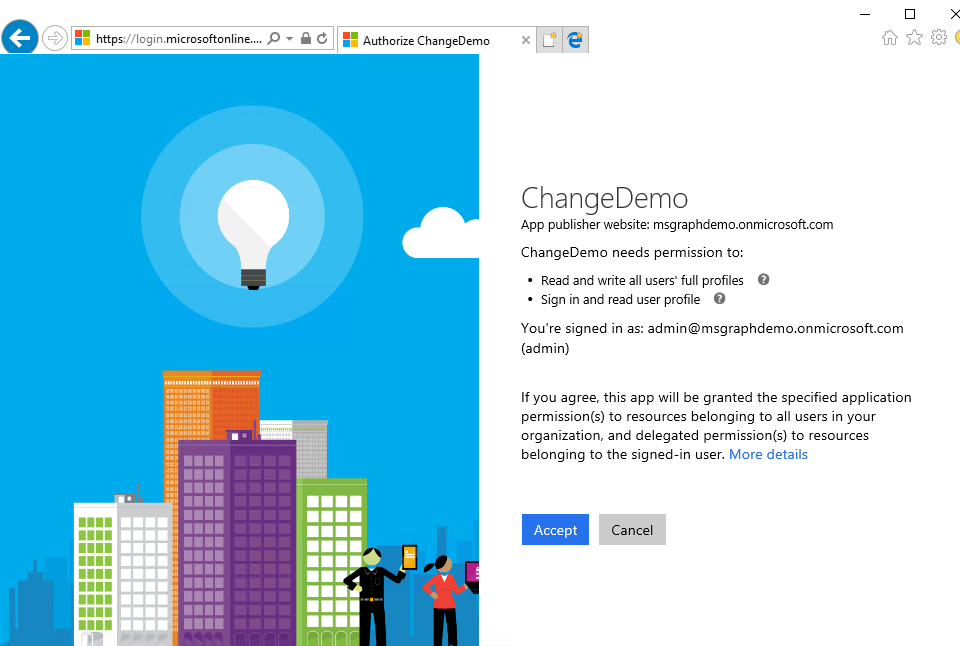 https://login.microsoftonline....
Authorize ChangeDemo
ChangeDemo
App publisher website: msgraphdemo.onmicrosoft.com
ChangeDemo needs permission to:
• Read and write all users' full profiles ?
• Sign in and read user profile ?
You're signed in as: admin@msgraphdemo.onmicrosoft.com
(admin)
If you agree, this app will be granted the specified application
permission(s) to resources belonging to all users in your
organization, and delegated permission(s) to resources
belonging to the signed-in user. More details
Accept
Cancel